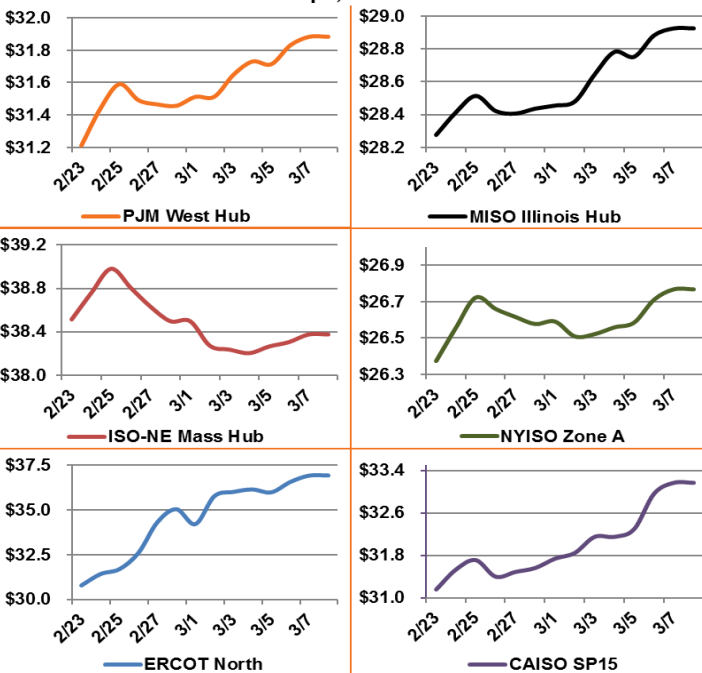 $32.0
$31.8
$31.6
$31.4
$31.2
2/23 2/25 2/27 3/1 3/3 3/5 3/7
PJM West Hub
$29.0
$28.8
$28.6
$28.4
$28.2
2/23 2/25 2/27 3/1 3/3 3/5 3/7
MISO Illinois Hub
$39.2
$38.8
$38.4
$38.0
2/23 2/25 2/27 3/1 3/3 3/5 3/7
ISO-NE Mass Hub
$26.9
$26.7
$26.5
$26.3
2/23 2/25 2/27 3/1 3/3 3/5 3/7
NYISO Zone A
$37.5
$35.0
$32.5
$30.0
2/23 2/25 2/27 3/1 3/3 3/5 3/7
ERCOT North
$33.4
$32.6
$31.8
$31.0
2/23 2/25 2/27 3/1 3/3 3/5 3/7
CAISO SP15